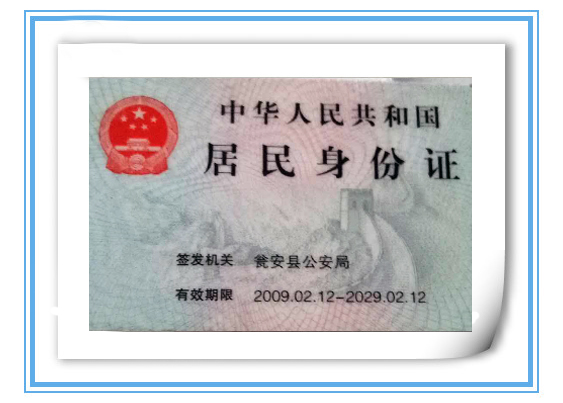 中华人民共和国
居民身份证
签发机关 瓮安县公安局
有效期限 2009.02.12-2029.02.12